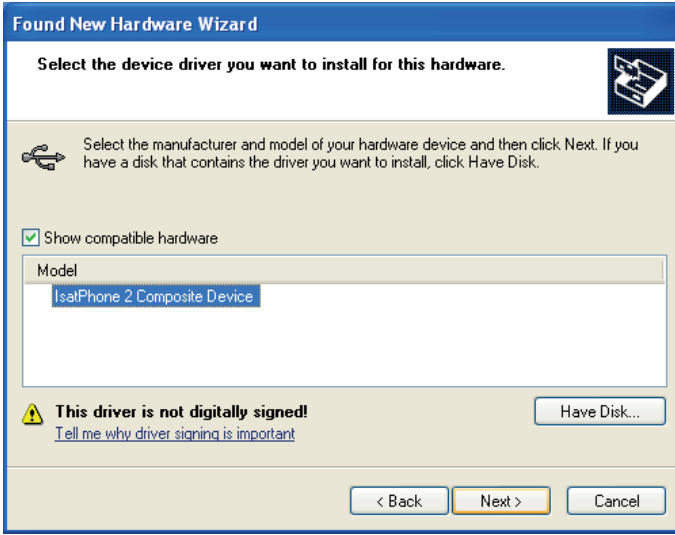 Found New Hardware Wizard
Select the device driver you want to install for this hardware.
Select the manufacturer and model of your hardware device and then click Next. If you
have a disk that contains the driver you want to install, click Have Disk.
Show compatible hardware
Model
IsatPhone 2 Composite Device
This driver is not digitally signed!
Have Disk...
Tell me why driver signing is important
< Back
Next >
Cancel